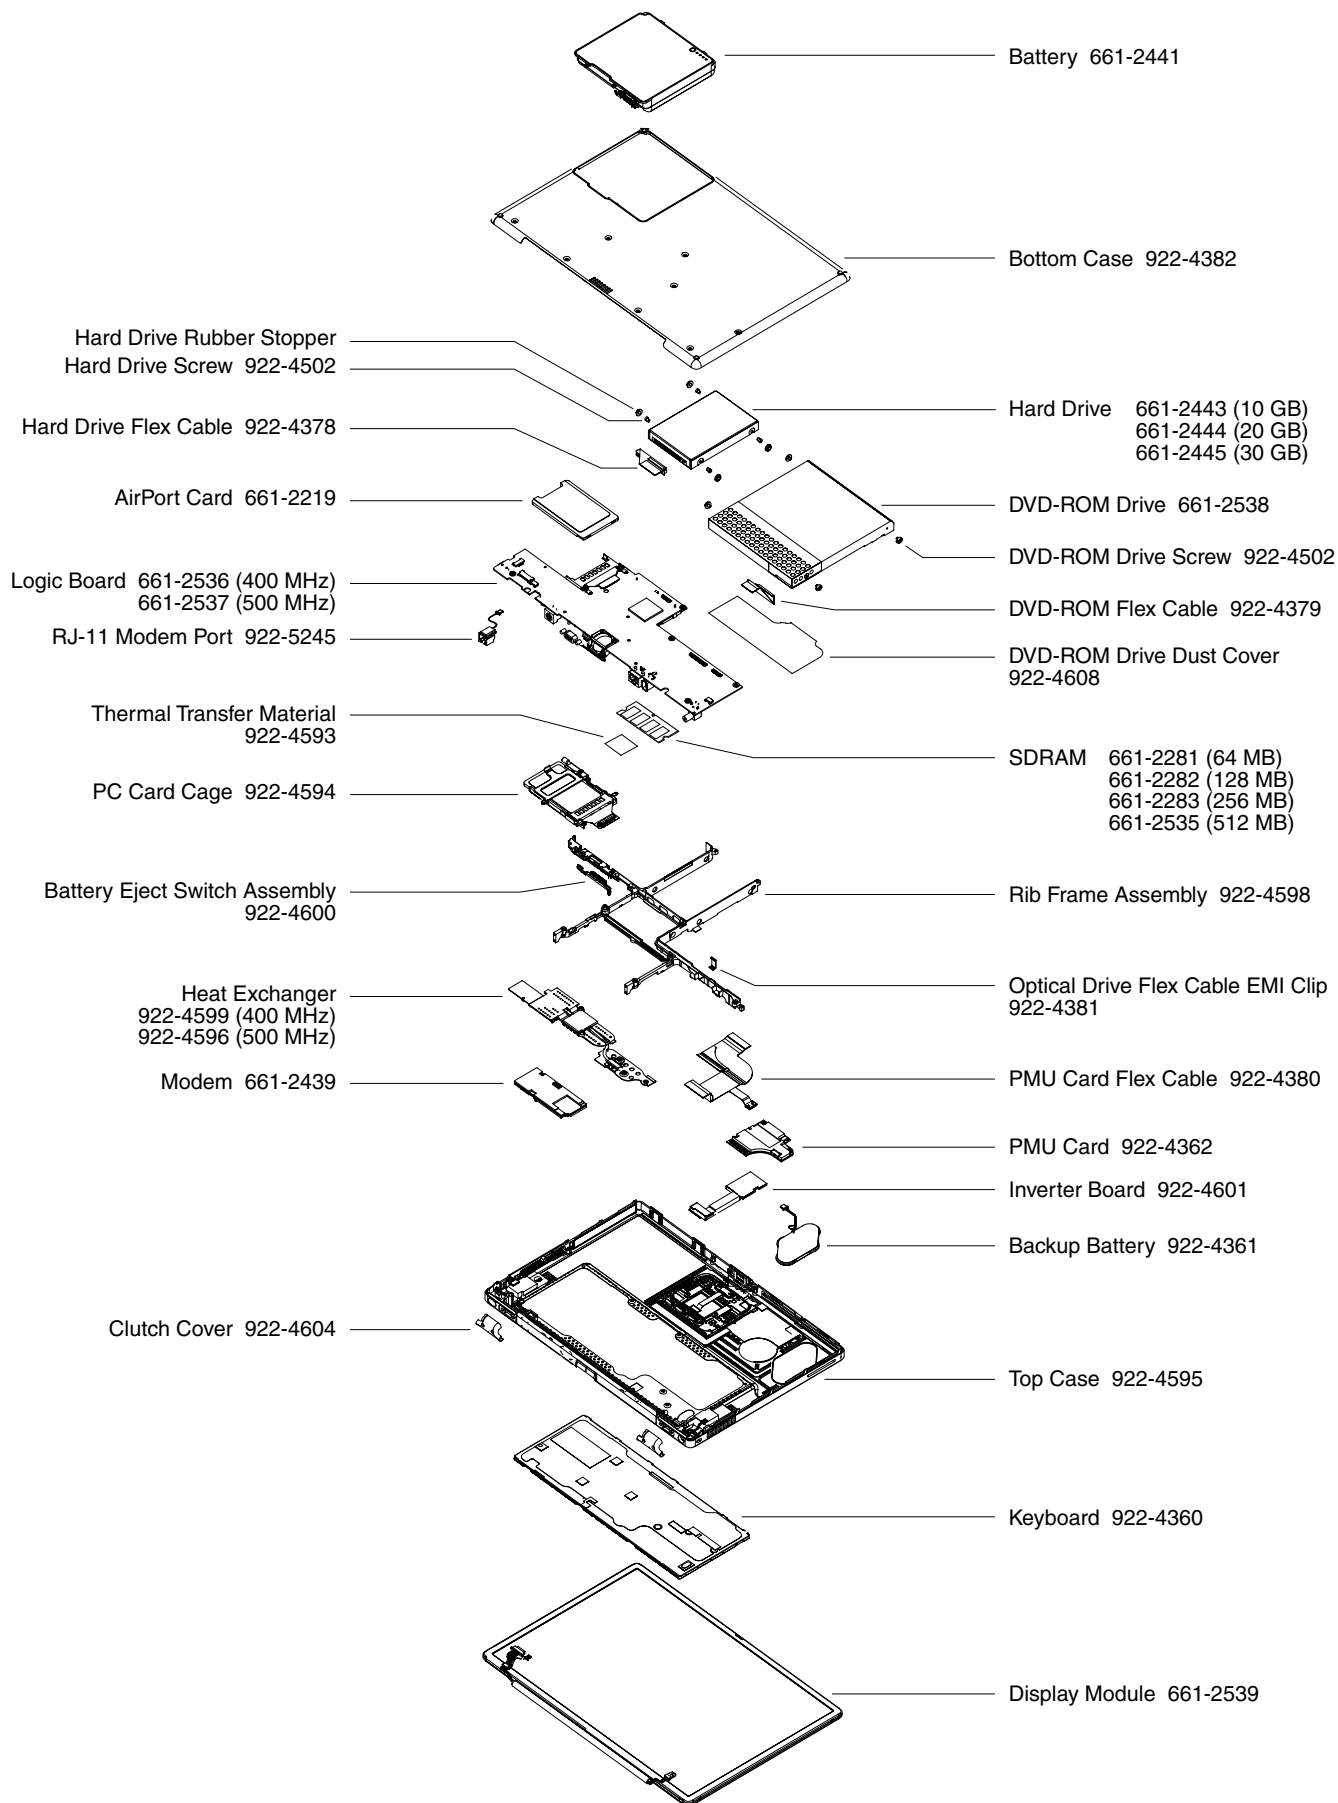 Battery 661-2441
Bottom Case 922-4382
Hard Drive Rubber Stopper
Hard Drive Screw 922-4502
Hard Drive Flex Cable 922-4378
AirPort Card 661-2219
Logic Board 661-2536 (400 MHz)
661-2537 (500 MHz)
RJ-11 Modem Port 922-5245
Thermal Transfer Material
922-4593
PC Card Cage 922-4594
Battery Eject Switch Assembly
922-4600
Heat Exchanger
922-4599 (400 MHz)
922-4596 (500 MHz)
Modem 661-2439
Clutch Cover 922-4604
Hard Drive 661-2443 (10 GB)
661-2444 (20 GB)
661-2445 (30 GB)
DVD-ROM Drive 661-2538
DVD-ROM Drive Screw 922-4502
DVD-ROM Flex Cable 922-4379
DVD-ROM Drive Dust Cover
922-4608
SDRAM 661-2281 (64 MB)
661-2282 (128 MB)
661-2283 (256 MB)
661-2535 (512 MB)
Rib Frame Assembly 922-4598
Optical Drive Flex Cable EMI Clip
922-4381
PMU Card Flex Cable 922-4380
PMU Card 922-4362
Inverter Board 922-4601
Backup Battery 922-4361
Top Case 922-4595
Keyboard 922-4360
Display Module 661-2539